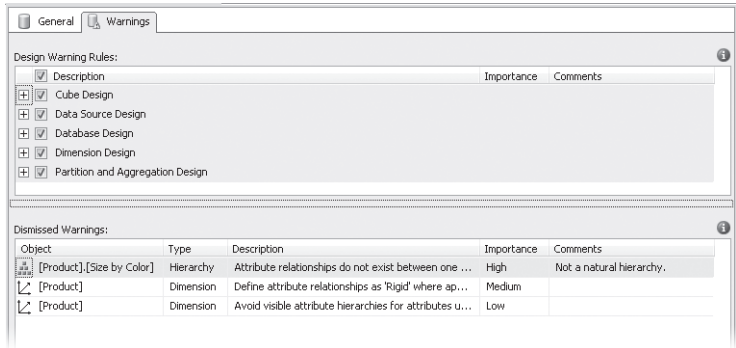 General Warnings
Design Warning Rules:
Description Importance Comments
Cube Design
Data Source Design
Database Design
Dimension Design
Partition and Aggregation Design
Dismissed Warnings:
Object Type Description Importance Comments
[Product].[Size by Color] Hierarchy Attribute relationships do not exist between one ... High Not a natural hierarchy.
[Product] Dimension Define attribute relationships as 'Rigid' where ap... Medium
[Product] Dimension Avoid visible attribute hierarchies for attributes u... Low